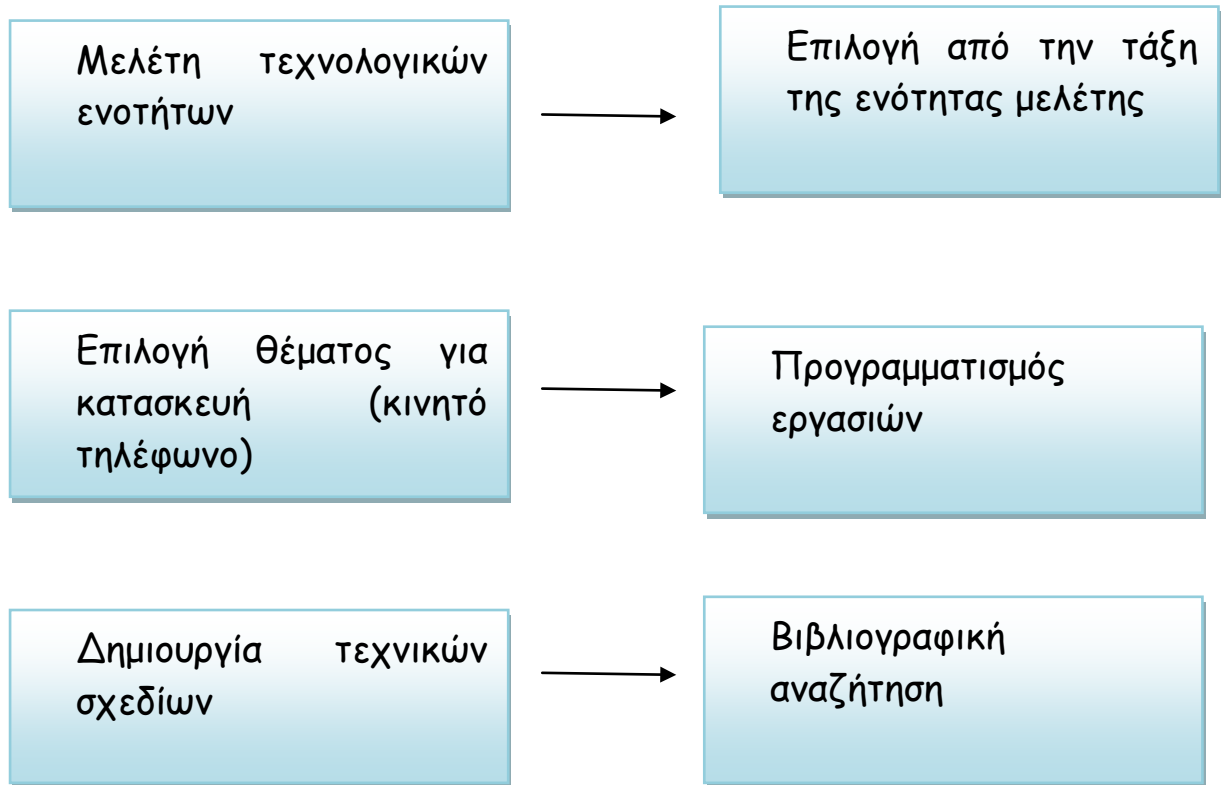 Μελέτη τεχνολογικών
ενοτήτων
Επιλογή από την τάξη
της ενότητας μελέτης
Επιλογή θέματος για
κατασκευή (κινητό
τηλέφωνο)
Προγραμματισμός
εργασιών
Δημιουργία τεχνικών
σχεδίων
Βιβλιογραφική
αναζήτηση